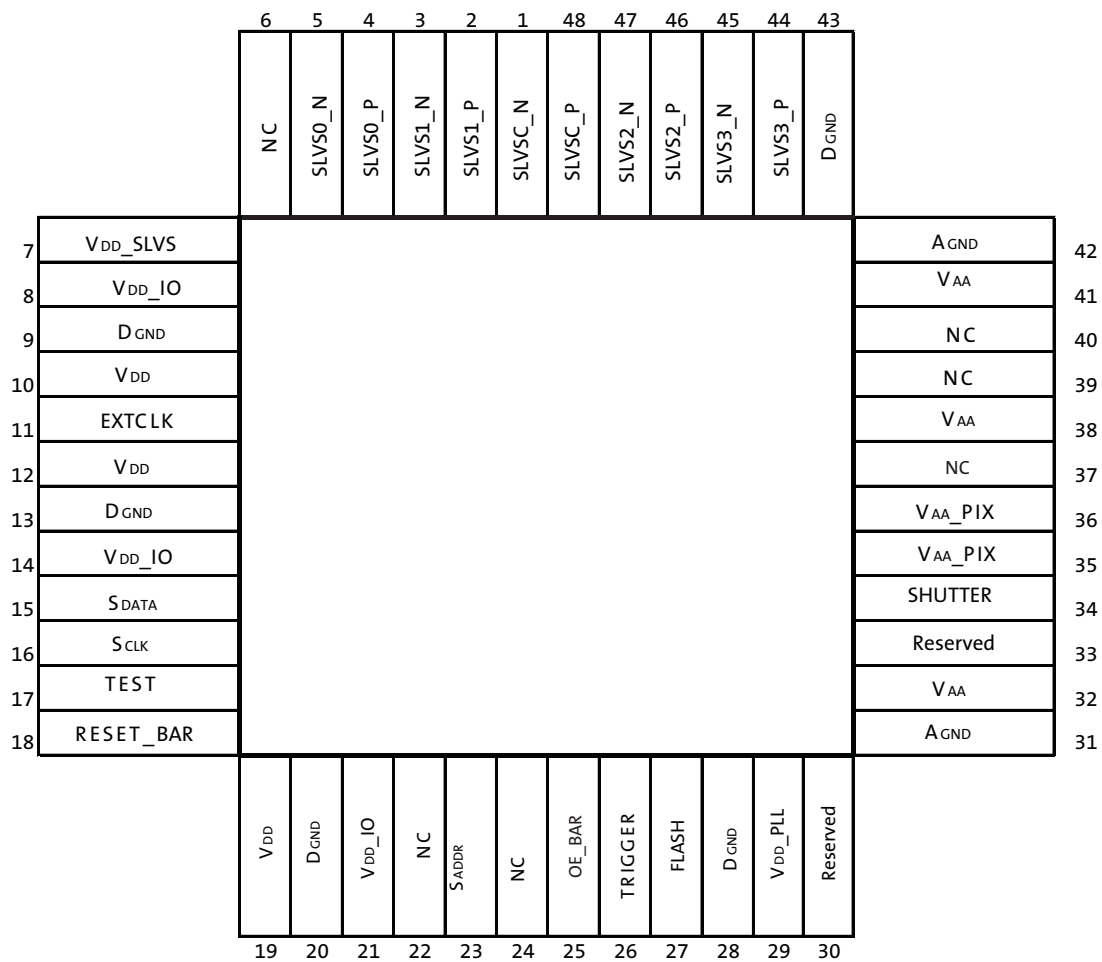 6 5 4 3 2 1 48 47 46 45 44 43
NC
SLVS0_N
SLVS0_P
SLVS1_N
SLVS1_P
SLVSC_N
SLVSC_P
SLVS2_N
SLVS2_P
SLVS3_N
SLVS3_P
DGND
7 VDD_SLVS
8 VDD_IO
9 DGND
10 VDD
11 EXTCLK
12 VDD
13 DGND
14 VDD_IO
15 SDATA
16 SCLK
17 TEST
18 RESET_BAR
AGND 42
VAA 41
NC 40
NC 39
VAA 38
NC 37
VAA_PIX 36
VAA_PIX 35
SHUTTER 34
Reserved 33
VAA 32
AGND 31
VDD
DGND
VDD_IO
NC
SADDR
NC
OE_BAR
TRIGGER
FLASH
DGND
VDD_PLL
Reserved
19 20 21 22 23 24 25 26 27 28 29 30